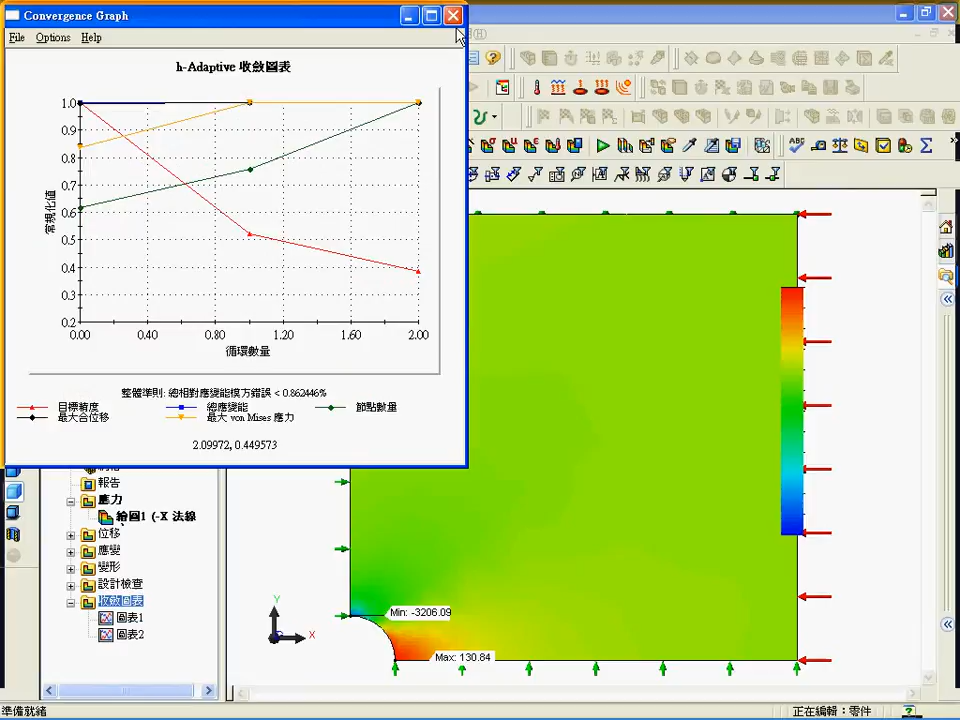 Convergence Graph
File Options Help
(H)
h-Adaptive 收斂圖表
1.0
0.9
0.8
0.7
0.6
0.5
0.4
0.3
0.2
常規化值
0.00 0.40 0.80 1.20 1.60 2.00
循環數量
整體準則: 總相對應變能模方錯誤 < 0.862446%
目標精度 總應變能 節點數量
最大合位移 最大 von Mises 應力
2.09972, 0.449573
報告
應力
繪圖1 (-X 法線
位移
應變
變形
設計檢查
收斂圖表
圖表1
圖表2
Y
X
Min: -3206.09
Max: 130.84
準備就緒
正在編輯：零件